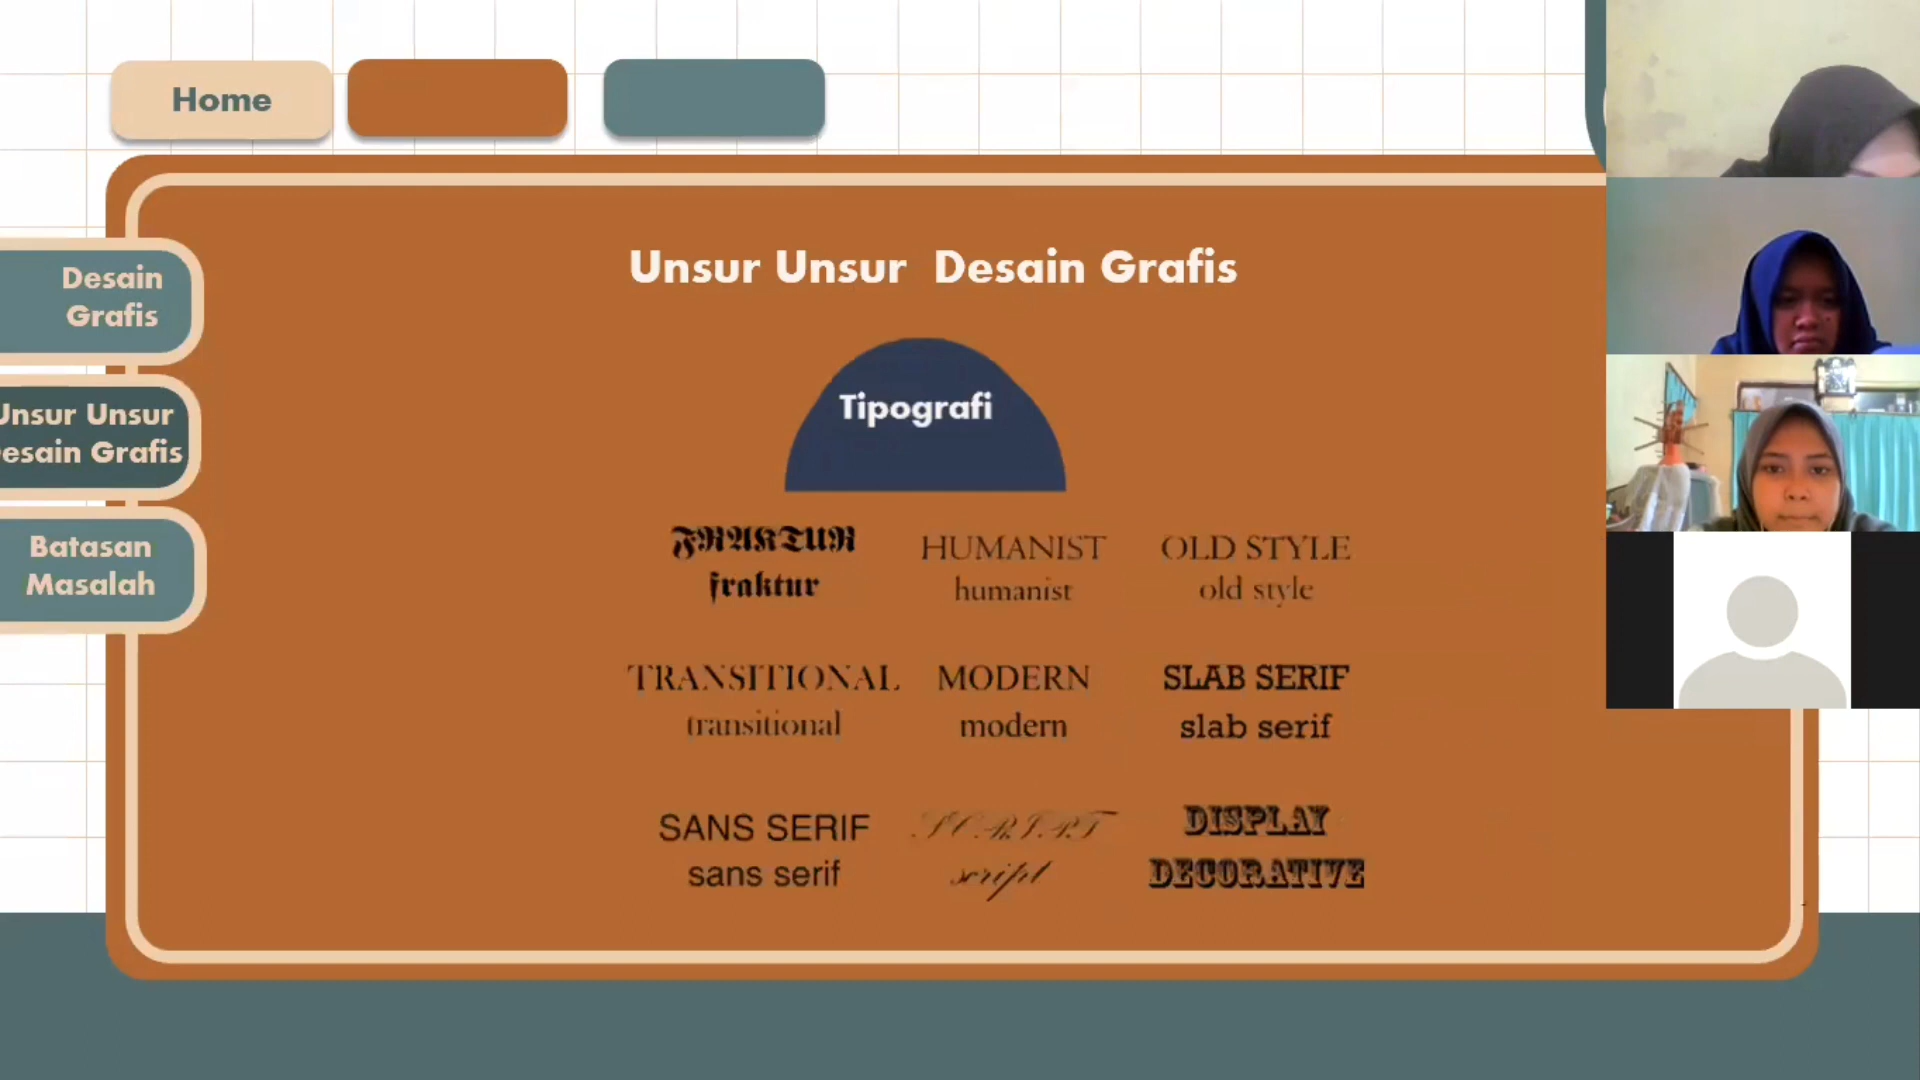 Home
Unsur Unsur Desain Grafis
Desain
Grafis
Unsur Unsur
Desain Grafis
Batasan
Masalah
Tipografi
FRAKTUR
fraktur
HUMANIST
humanist
OLD STYLE
old style
TRANSITIONAL
transitional
MODERN
modern
SLAB SERIF
slab serif
SANS SERIF
sans serif
SCRIPT
script
DISPLAY
DECORATIVE